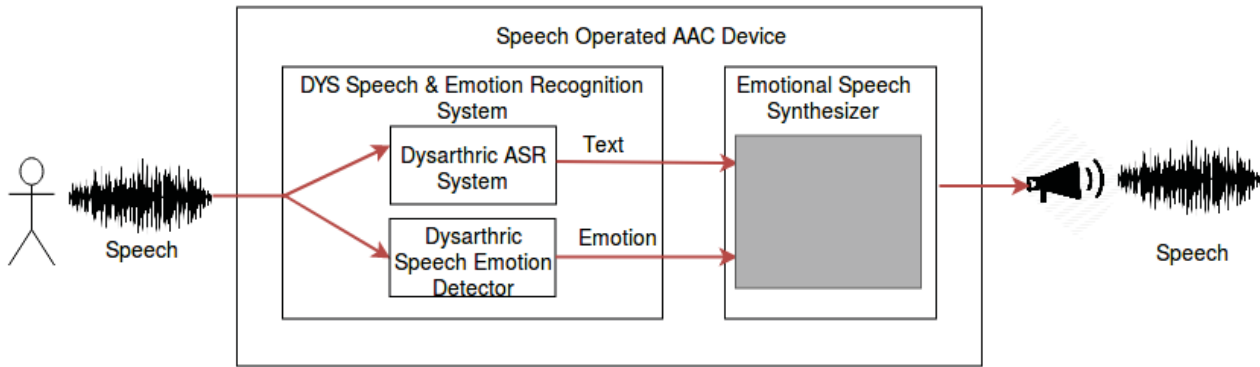 Speech Operated AAC Device
DYS Speech & Emotion Recognition
System
Emotional Speech
Synthesizer
Dysarthric ASR
System
Text
Dysarthric
Speech Emotion
Detector
Emotion
Speech
Speech